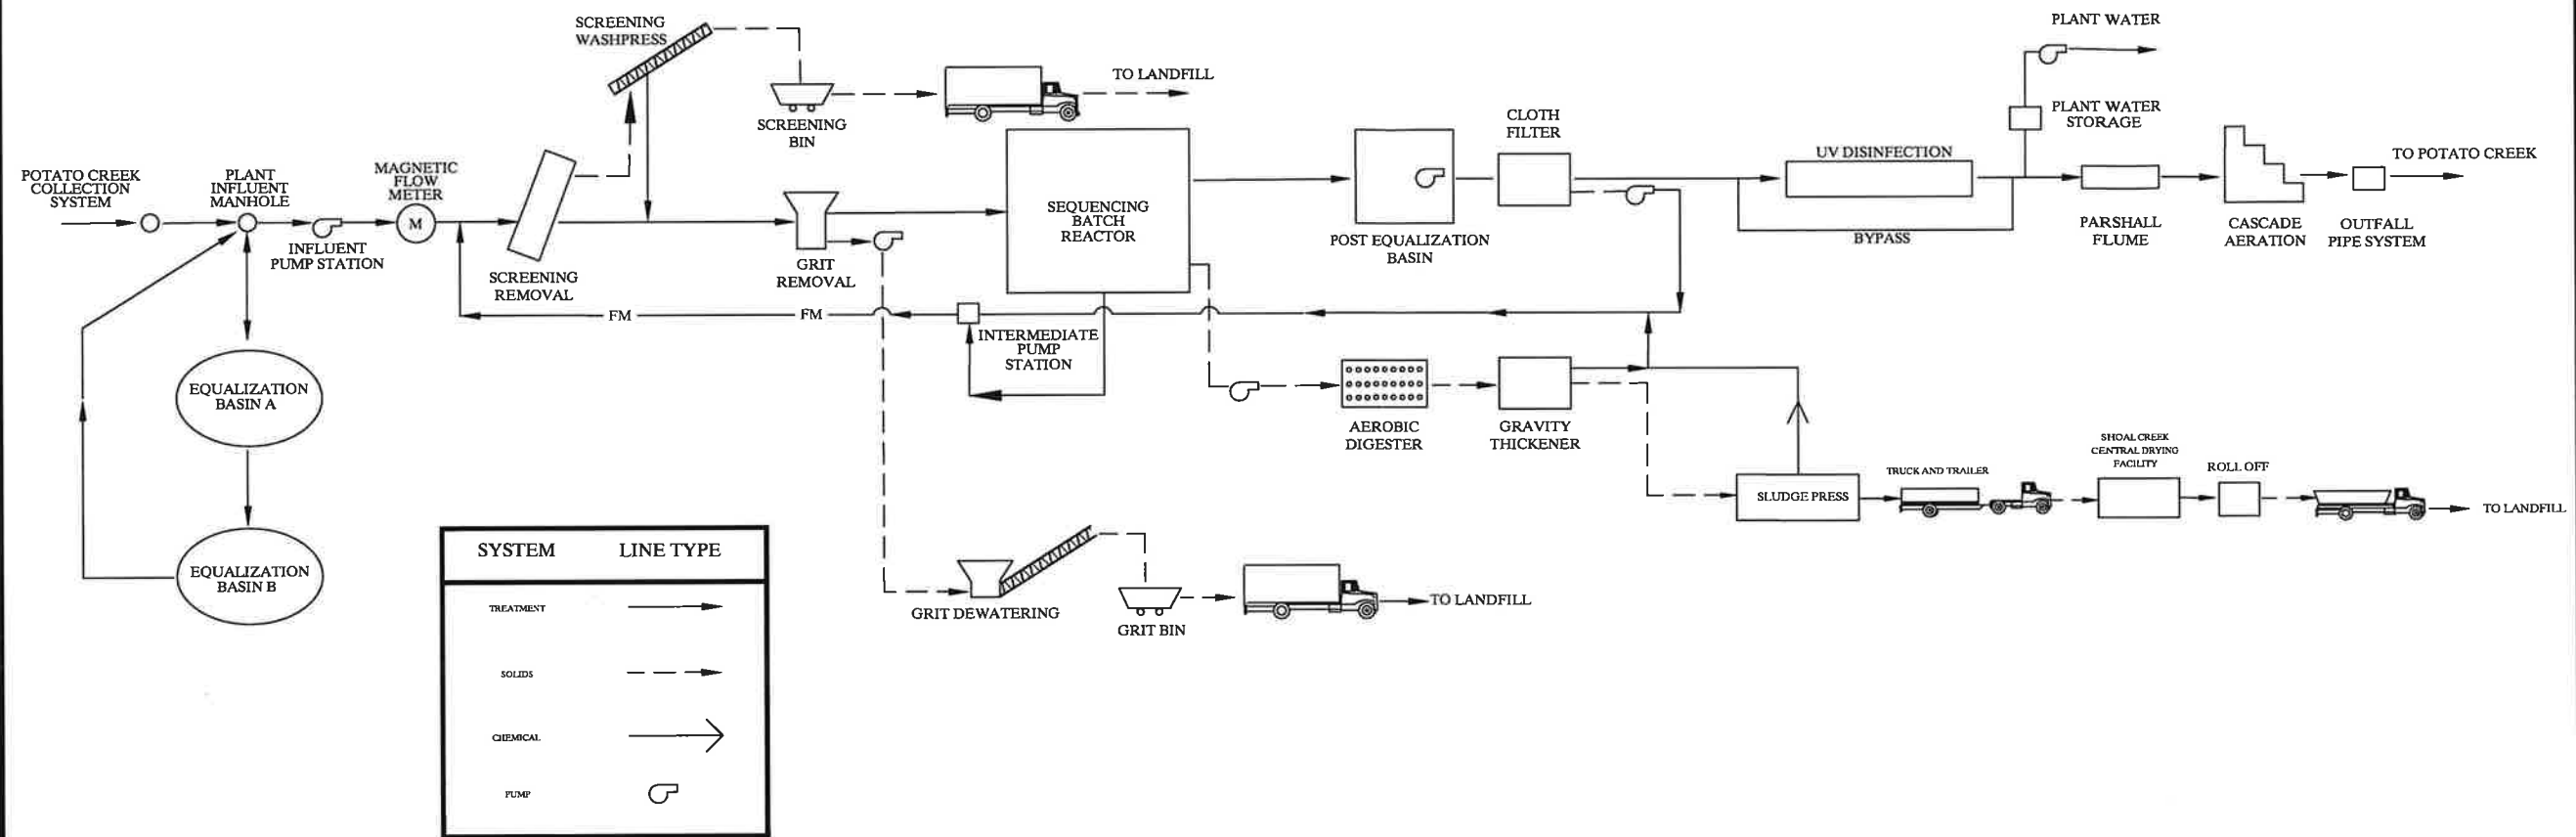 SCREENING
WASHPRESS
PLANT WATER
TO LANDFILL
SCREENING
BIN
CLOTH
FILTER
PLANT WATER
STORAGE
POTATO CREEK
COLLECTION
SYSTEM
PLANT
INFLUENT
MANHOLE
MAGNETIC
FLOW
METER
M
INFLUENT
PUMP STATION
SCREENING
REMOVAL
GRIT
REMOVAL
SEQUENCING
BATCH
REACTOR
POST EQUALIZATION
BASIN
UV DISINFECTION
BYPASS
PARSHALL
FLUME
CASCADE
AERATION
OUTFALL
PIPE SYSTEM
TO POTATO CREEK
FM
FM
INTERMEDIATE
PUMP
STATION
EQUALIZATION
BASIN A
AEROBIC
DIGESTER
GRAVITY
THICKENER
SLUDGE PRESS
TRUCK AND TRAILER
SHOAL CREEK
CENTRAL DRYING
FACILITY
ROLL OFF
TO LANDFILL
EQUALIZATION
BASIN B
GRIT DEWATERING
GRIT BIN
TO LANDFILL
SYSTEM LINE TYPE
TREATMENT
SOLIDS
CHEMICAL
PUMP